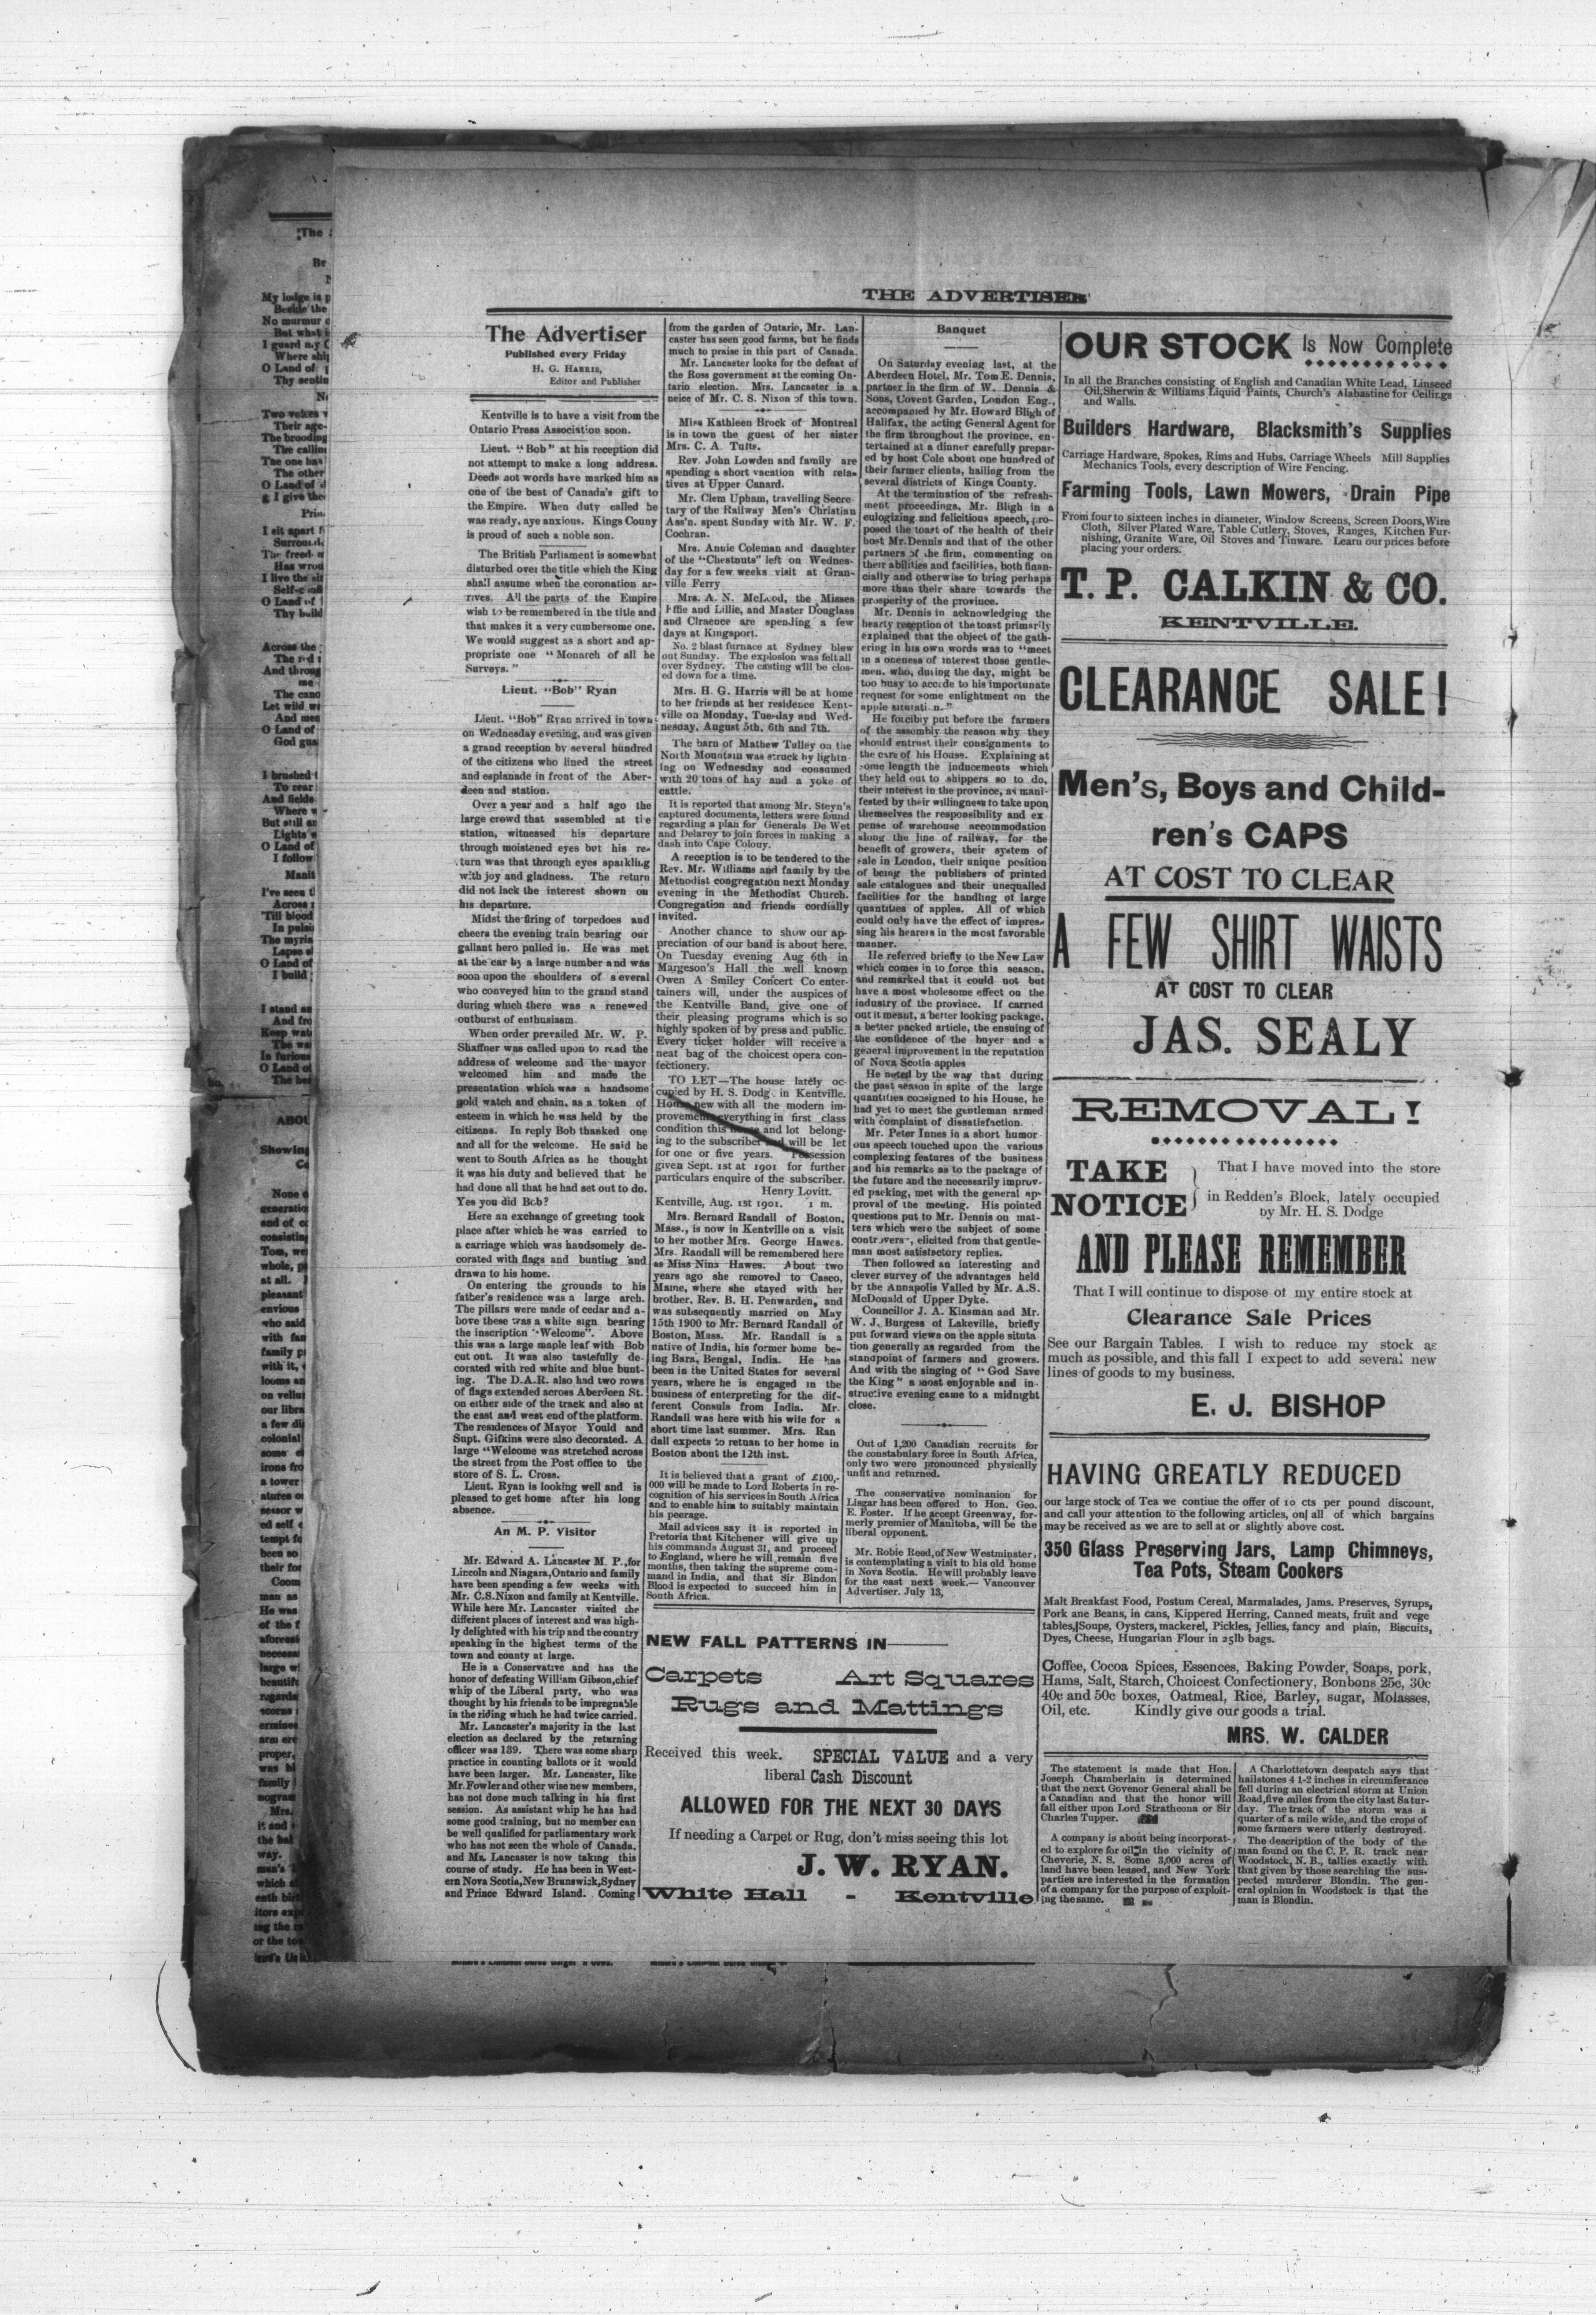 THE ADVERTISER
The Advertiser
Published every Friday
H. G. HARRIS,
Editor and Publisher
Kentville is to have a visit from the
Ontario Press Association soon.
Lieut. "Bob" at his reception did
not attempt to make a long address.
Deeds not words have marked him as
one of the best of Canada's gift to
the Empire. When duty called he
was ready, aye anxious. Kings Couny
is proud of such a noble son.
The British Parliament is somewhat
disturbed over the title which the King
shall assume when the coronation ar-
rives. All the parts of the Empire
wish to be remembered in the title and
that makes it a very cumbersome one.
We would suggest as a short and ap-
propriate one "Monarch of all he
Surveys."
Lieut. "Bob" Ryan
Lieut. "Bob" Ryan arrived in town
on Wednesday evening, and was given
a grand reception by several hundred
of the citizens who lined the street
and esplanade in front of the Aber-
deen and station.
Over a year and a half ago the
large crowd that assembled at the
station, witnessed his departure
through moistened eyes but his re-
turn was that through eyes sparkling
with joy and gladness. The return
did not lack the interest shown on
his departure.
Midst the firing of torpedoes and
cheers the evening train bearing our
gallant hero pulled in. He was met
at the car by a large number and was
soon upon the shoulders of several
who conveyed him to the grand stand
during which there was a renewed
outburst of enthusiasm.
When order prevailed Mr. W. P.
Shaffner was called upon to read the
address of welcome and the mayor
welcomed him and made the
presentation which was a handsome
gold watch and chain, as a token of
esteem in which he was held by the
citizens. In reply Bob thanked one
and all for the welcome. He said he
went to South Africa as he thought
it was his duty and believed that he
had done all that he had set out to do.
Yes you did Bob?
Here an exchange of greeting took
place after which he was carried to
a carriage which was handsomely de-
corated with flags and bunting and
drawn to his home.
On entering the grounds to his
father's residence was a large arch.
The pillars were made of cedar and a-
bove these was a white sign bearing
the inscription "Welcome". Above
this was a large maple leaf with Bob
cut out. It was also tastefully de-
corated with red white and blue bunt-
ing. The D.A.R. also had two rows
of flags extended across Aberdeen St.
on either side of the track and also at
the east and west end of the platform.
The residences of Mayor Yould and
Supt. Gifkins were also decorated. A
large "Welcome was stretched across
the street from the Post office to the
store of S. L. Cross.
Lieut. Ryan is looking well and is
pleased to get home after his long
absence.
An M. P. Visitor
Mr. Edward A. Lancaster M. P., for
Lincoln and Niagara, Ontario and family
have been spending a few weeks with
Mr. C.S.Nixon and family at Kentville.
While here Mr. Lancaster visited the
different places of interest and was high-
ly delighted with his trip and the country
speaking in the highest terms of the
town and county at large.
He is a Conservative and has the
honor of defeating William Gibson,chief
whip of the Liberal party, who was
thought by his friends to be impregnable
in the riding which he had twice carried.
Mr. Lancaster's majority in the last
election as declared by the returning
officer was 139. There was some sharp
practice in counting ballots or it would
have been larger. Mr. Lancaster, like
Mr. Fowler and other wise new members,
has not done much talking in his first
session. As assistant whip he has had
some good training, but no member can
be well qualified for parliamentary work
who has not seen the whole of Canada,
and Mr. Lancaster is now taking this
course of study. He has been in West-
ern Nova Scotia,New Brunswick,Sydney
and Prince Edward Island. Coming
from the garden of Ontario, Mr. Lan-
caster has seen good farms, but he finds
much to praise in this part of Canada.
Mr. Lancaster looks for the defeat of
the Ross government at the coming On-
tario election. Mrs. Lancaster is a
neice of Mr. C. S. Nixon of this town.
Miss Kathleen Brock of Montreal
is in town the guest of her sister
Mrs. C. A. Tufts.
Rev. John Lowden and family are
spending a short vacation with rela-
tives at Upper Canard.
Mr. Clem Upham, travelling Secre-
tary of the Railway Men's Christian
Ass'n. spent Sunday with Mr. W. F.
Cochran.
Mrs. Annie Coleman and daughter
of the "Chestnuts" left on Wednes-
day for a few weeks visit at Gran-
ville Ferry
Mrs. A. N. McLeod, the Misses
Effie and Lillie, and Master Douglass
and Clraence are spending a few
days at Kingsport.
No. 2 blast furnace at Sydney blew
out Sunday. The explosion was felt all
over Sydney. The casting will be clos-
ed down for a time.
Mrs. H. G. Harris will be at home
to her friends at her residence Kent-
ville on Monday, Tuesday and Wed-
nesday, August 5th, 6th and 7th.
The barn of Mathew Tulley on the
North Mountain was struck by lightn-
ing on Wednesday and consumed
with 20 tons of hay and a yoke of
cattle.
It is reported that among Mr. Steyn's
captured documents, letters were found
regarding a plan for Generals De Wet
and Delarey to join forces in making a
dash into Cape Colouy.
A reception is to be tendered to the
Rev. Mr. Williams and family by the
Methodist congregation next Monday
evening in the Methodist Church.
Congregation and friends cordially
invited.
Another chance to show our ap-
preciation of our band is about here.
On Tuesday evening Aug 6th in
Margeson's Hall the well known
Owen A Smiley Concert Co enter-
tainers will, under the auspices of
the Kentville Band, give one of
their pleasing programs which is so
highly spoken of by press and public.
Every ticket holder will receive a
neat bag of the choicest opera con-
fectionery.
TO LET—The house lately oc-
cupied by H. S. Dodg in Kentville.
House new with all the modern im-
provements everything in first class
condition this house and lot belong-
ing to the subscriber and will be let
for one or five years. Possession
given Sept. 1st at 1901 for further
particulars enquire of the subscriber.
Henry Lovitt.
Kentville, Aug. 1st 1901. 1 m.
Mrs. Bernard Randall of Boston,
Mass., is now in Kentville on a visit
to her mother Mrs. George Hawes.
Mrs. Randall will be remembered here
as Miss Nina Hawes. About two
years ago she removed to Casco,
Maine, where she stayed with her
brother, Rev. B. H. Penwarden, and
was subsequently married on May
15th 1900 to Mr. Bernard Randall of
Boston, Mass. Mr. Randall is a
native of India, his former home be-
ing Bara, Bengal, India. He has
been in the United States for several
years, where he is engaged in the
business of enterpreting for the dif-
ferent Consuls from India. Mr.
Randall was here with his wife for a
short time last summer. Mrs. Ran
dall expects to retuan to her home in
Boston about the 12th inst.
It is believed that a grant of £100,-
000 will be made to Lord Roberts in re-
cognition of his services in South Africa
and to enable him to suitably maintain
his peerage.
Mail advices say it is reported in
Pretoria that Kitchener will give up
his commands August 31, and proceed
to England, where he will remain five
months, then taking the supreme com-
mand in India, and that Sir Bindon
Blood is expected to succeed him in
South Africa.
Banquet
On Saturday evening last, at the
Aberdeen Hotel, Mr. Tom E. Dennis,
partner in the firm of W. Dennis &
Sons, Covent Garden, London Eng.,
accompanied by Mr. Howard Bligh of
Halifax, the acting General Agent for
the firm throughout the province, en-
tertained at a dinner carefully prepar-
ed by host Cole about one hundred of
their farmer clients, hailing from the
several districts of Kings County.
At the termination of the refresh-
ment proceedings, Mr. Bligh in a
eulogizing and felicitious speech, pro-
posed the toast of the health of their
host Mr.Dennis and that of the other
partners of the firm, commenting on
their abilities and facilities, both finan-
cially and otherwise to bring perhaps
more than their share towards the
prosperity of the province.
Mr. Dennis in acknowledging the
hearty reception of the toast primarily
explained that the object of the gath-
ering in his own words was to "meet
in a oneness of interest those gentle-
men, who, during the day, might be
too busy to accede to his importunate
request for some enlightment on the
apple situation."
He forcibly put before the farmers
of the assembly the reason why they
should entrust their consignments to
the care of his House. Explaining at
some length the inducements which
they held out to shippers so to do,
their interest in the province, as mani-
fested by their willingness to take upon
themselves the responsibility and ex
pense of warehouse accommodation
along the line of railway, for the
benefit of growers, their system of
sale in London, their unique position
of being the publishers of printed
sale catalogues and their unequalled
facilities for the handling of large
quantities of apples. All of which
could only have the effect of impres-
sing his hearers in the most favorable
manner.
He referred briefly to the New Law
which comes in to force this season,
and remarked that it could not but
have a most wholesome effect on the
industry of the province. If carried
out it meant, a better looking package,
a better packed article, the ensuing of
the confidence of the buyer and a
general improvement in the reputation
of Nova Scotia apples
He noted by the way that during
the past season in spite of the large
quantities consigned to his House, he
had yet to meet the gentleman armed
with complaint of dissatisfaction.
Mr. Peter Innes in a short humor
ous speech touched upon the various
complexing features of the business
and his remarks as to the package of
the future and the necessarily improv-
ed packing, met with the general ap-
proval of the meeting. His pointed
questions put to Mr. Dennis on mat-
ters which were the subject of some
controversy, elicited from that gentle-
man most satisfactory replies.
Then followed an interesting and
clever survey of the advantages held
by the Annapolis Valled by Mr. A.S.
McDonald of Upper Dyke.
Councillor J. A. Kinsman and Mr.
W. J. Burgess of Lakeville, briefly
put forward views on the apple situta
tion generally as regarded from the
standpoint of farmers and growers.
And with the singing of "God Save
the King" a most enjoyable and in-
structive evening came to a midnight
close.
Out of 1,200 Canadian recruits for
the constabulary force in South Africa,
only two were pronounced physically
unfit and returned.
The conservative nominanion for
Lisgar has been offered to Hon. Geo.
E. Foster. If he accept Greenway, for-
merly premier of Manitoba, will be the
liberal opponent.
Mr. Robie Reed, of New Westminster,
is contemplating a visit to his old home
in Nova Scotia. He will probably leave
for the east next week.— Vancouver
Advertiser. July 13,
NEW FALL PATTERNS IN
Carpets Art Squares
Rugs and Mattings
Received this week. SPECIAL VALUE and a very
liberal Cash Discount
ALLOWED FOR THE NEXT 30 DAYS
If needing a Carpet or Rug, don't miss seeing this lot
J. W. RYAN.
White Hall - Kentville
OUR STOCK Is Now Complete
In all the Branches consisting of English and Canadian White Lead, Linseed
Oil,Sherwin & Williams Liquid Paints, Church's Alabastine for Ceilings
and Walls.
Builders Hardware, Blacksmith's Supplies
Carriage Hardware, Spokes, Rims and Hubs, Carriage Wheels Mill Supplies
Mechanics Tools, every description of Wire Fencing.
Farming Tools, Lawn Mowers, Drain Pipe
From four to sixteen inches in diameter, Window Screens, Screen Doors,Wire
Cloth, Silver Plated Ware, Table Cutlery, Stoves, Ranges, Kitchen Fur-
nishing, Granite Ware, Oil Stoves and Tinware. Learn our prices before
placing your orders.
T. P. CALKIN & CO.
KENTVILLE.
CLEARANCE SALE!
Men's, Boys and Child-
ren's CAPS
AT COST TO CLEAR
A FEW SHIRT WAISTS
AT COST TO CLEAR
JAS. SEALY
REMOVAL!
TAKE
NOTICE
That I have moved into the store
in Redden's Block, lately occupied
by Mr. H. S. Dodge
AND PLEASE REMEMBER
That I will continue to dispose of my entire stock at
Clearance Sale Prices
See our Bargain Tables. I wish to reduce my stock as
much as possible, and this fall I expect to add several new
lines of goods to my business.
E. J. BISHOP
HAVING GREATLY REDUCED
our large stock of Tea we contiue the offer of 10 cts per pound discount,
and call your attention to the following articles, on all of which bargains
may be received as we are to sell at or slightly above cost.
350 Glass Preserving Jars, Lamp Chimneys,
Tea Pots, Steam Cookers
Malt Breakfast Food, Postum Cereal, Marmalades, Jams. Preserves, Syrups,
Pork ane Beans, in cans, Kippered Herring, Canned meats, fruit and vege
tables, Soups, Oysters, mackerel, Pickles, Jellies, fancy and plain, Biscuits,
Dyes, Cheese, Hungarian Flour in 25lb bags.
Coffee, Cocoa Spices, Essences, Baking Powder, Soaps, pork,
Hams, Salt, Starch, Choicest Confectionery, Bonbons 25c, 30c
40c and 50c boxes, Oatmeal, Rice, Barley, sugar, Molasses,
Oil, etc. Kindly give our goods a trial.
MRS. W. CALDER
The statement is made that Hon.
Joseph Chamberlain is determined
that the next Govenor General shall be
a Canadian and that the honor will
fall either upon Lord Strathcona or Sir
Charles Tupper.
A company is about being incorporat-
ed to explore for oil in the vicinity of
Cheverie, N. S. Some 3,000 acres of
land have been leased, and New York
parties are interested in the formation
of a company for the purpose of exploit-
ing the same.
A Charlottetown despatch says that
hailstones 4 1-2 inches in circumferance
fell during an electrical storm at Union
Road,five miles from the city last Satur-
day. The track of the storm was a
quarter of a mile wide, and the crops of
some farmers were utterly destroyed.
The description of the body of the
man found on the C. P. R. track near
Woodstock, N. B., tallies exactly with
that given by those searching the sus-
pected murderer Blondin. The gen-
eral opinion in Woodstock is that the
man is Blondin.